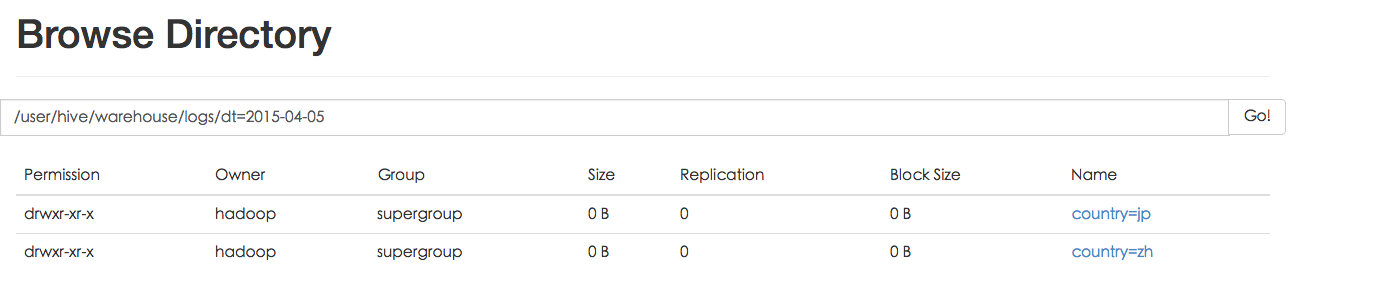 Browse Directory
/user/hive/warehouse/logs/dt=2015-04-05 Go!
Permission Owner Group Size Replication Block Size Name
drwxr-xr-x hadoop supergroup 0 B 0 0 B country=jp
drwxr-xr-x hadoop supergroup 0 B 0 0 B country=zh